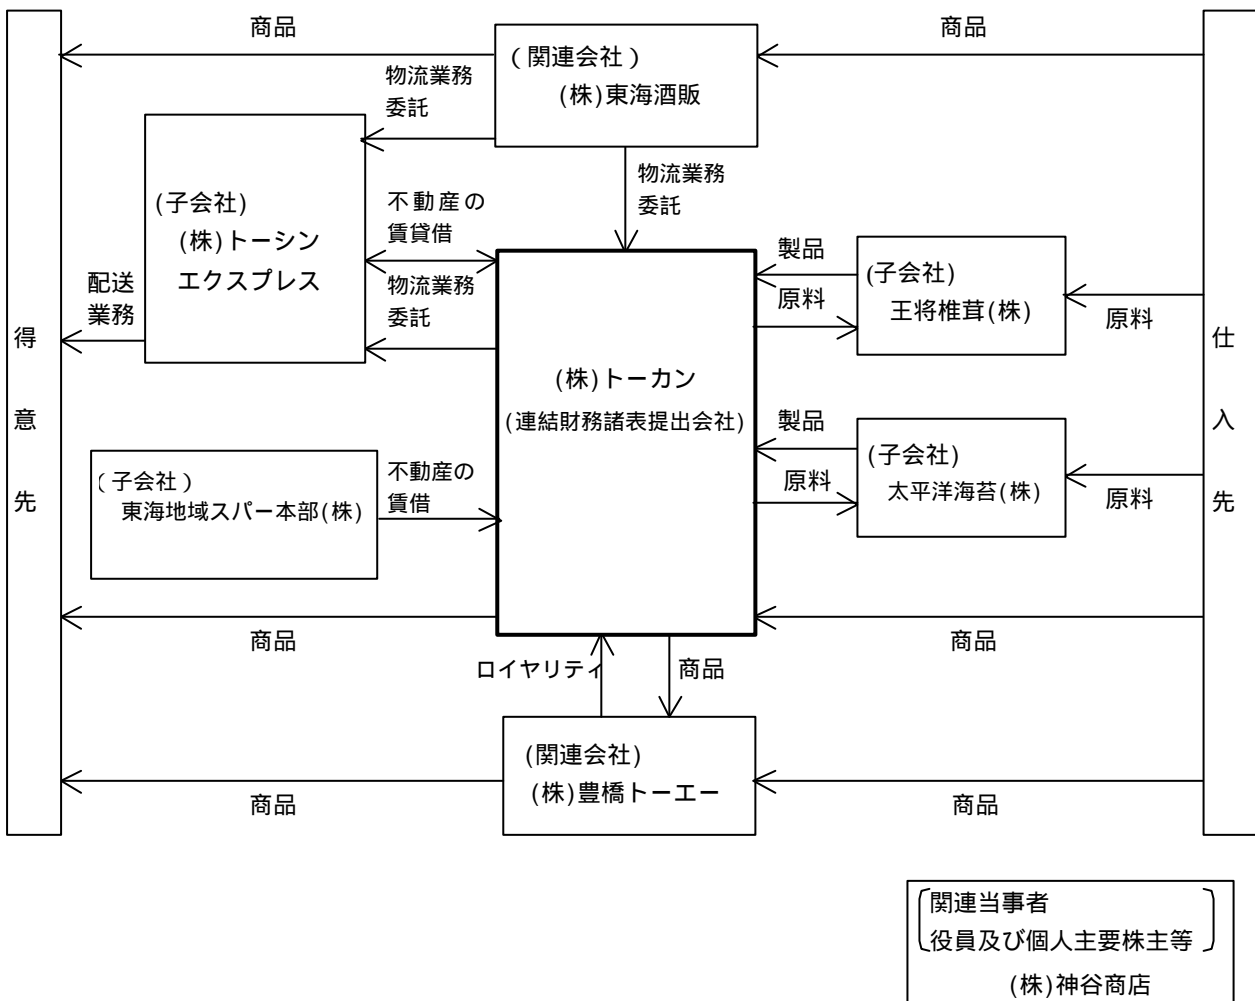 商品
商品
(関連会社)
(株)東海酒販
物流業務
委託
物流業務
委託
(子会社)
(株)トーシン
エクスプレス
不動産の
賃貸借
物流業務
委託
配送
業務
製品
原料
(子会社)
王将椎茸(株)
原料
得意先
仕入先
(株)トーカン
(連結財務諸表提出会社)
製品
原料
(子会社)
太平洋海苔(株)
原料
(子会社)
東海地域スパー本部(株)
不動産の
賃借
商品
商品
ロイヤリティ
商品
(関連会社)
(株)豊橋トーエー
商品
商品
関連当事者
役員及び個人主要株主等
(株)神谷商店